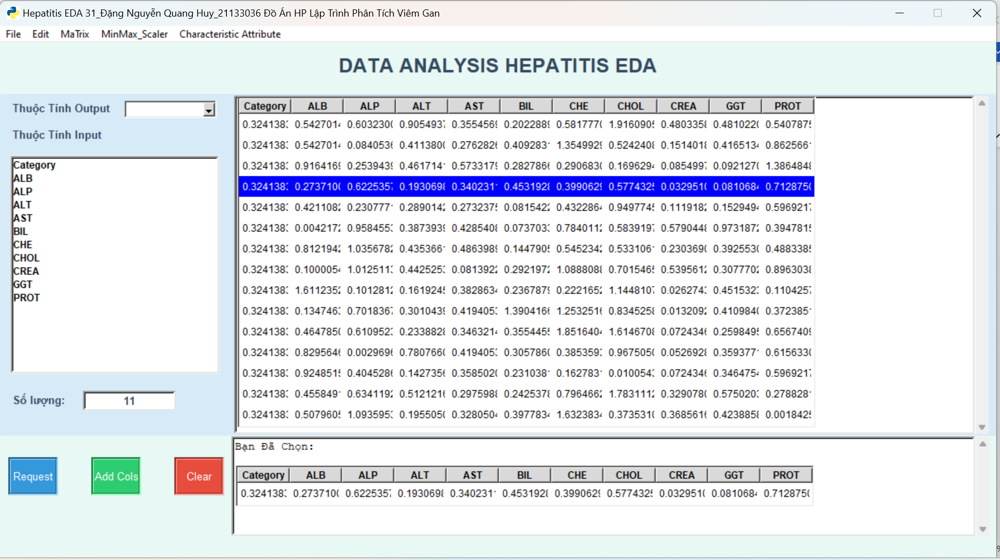 Hepatitis EDA 31_Đặng Nguyễn Quang Huy_21133036 Đồ Án HP Lập Trình Phân Tích Viêm Gan
File Edit MaTrix MinMax_Scaler Characteristic Attribute
DATA ANALYSIS HEPATITIS EDA
Thuộc Tính Output
Thuộc Tính Input
Category
ALB
ALP
ALT
AST
BIL
CHE
CHOL
CREA
GGT
PROT
Số lượng: 11
Request Add Cols Clear
Category ALB ALP ALT AST BIL CHE CHOL CREA GGT PROT
0.324138 0.542701 0.603230 0.905493 0.355456 0.202288 0.581777 1.916090 0.480335 0.481022 0.540787
0.324138 0.542701 0.084053 0.411380 0.276282 0.409283 1.354992 0.524240 0.151401 0.416513 0.862566
0.324138 0.916416 0.253943 0.461714 0.573317 0.282786 0.290683 0.169629 0.085499 0.092127 1.386484
0.324138 0.273710 0.622535 0.193069 0.340231 0.453192 0.399062 0.577432 0.032951 0.081068 0.712875
0.324138 0.421108 0.230777 0.289014 0.273237 0.081542 0.432286 0.949774 0.111918 0.152949 0.596921
0.324138 0.004217 0.958455 0.387393 0.428540 0.073703 0.784011 0.583919 0.579044 0.973187 0.394781
0.324138 0.812194 1.035678 0.435366 0.486398 0.144790 0.545234 0.533106 0.230369 0.392553 0.488338
0.324138 0.100005 1.012511 0.442525 0.081392 0.292197 1.088808 0.701546 0.539561 0.307770 0.896303
0.324138 1.611235 0.101281 0.161924 0.382863 0.236787 0.222165 1.144810 0.026274 0.451532 0.110425
0.324138 0.134746 0.701836 0.301043 0.419405 1.390416 1.253251 0.834525 0.013209 0.410984 0.372385
0.324138 0.464785 0.610952 0.233882 0.346321 0.355445 1.851640 1.614670 0.072434 0.259849 0.656740
0.324138 0.829564 0.002969 0.780766 0.419405 0.305786 0.385359 0.967505 0.052692 0.359377 0.615633
0.324138 0.924851 0.404528 0.142735 0.358502 0.231038 0.162783 0.010054 0.072434 0.346475 0.596921
0.324138 0.455849 0.634119 0.512121 0.297598 0.242537 0.796466 1.783111 0.329078 0.575020 0.278828
0.324138 0.507960 1.093595 0.195505 0.328050 0.397783 1.632383 0.373531 0.368561 0.423885 0.001842
Bạn Đã Chọn:
Category ALB ALP ALT AST BIL CHE CHOL CREA GGT PROT
0.324138 0.273710 0.622535 0.193069 0.340231 0.453192 0.399062 0.577432 0.032951 0.081068 0.712875